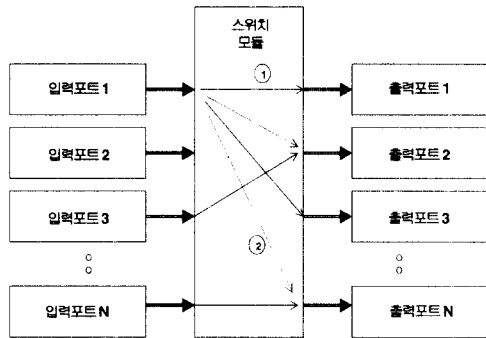 스위치
모듈
①
입력포트 1
출력포트 1
입력포트 2
출력포트 2
입력포트 3
출력포트 3
②
입력포트 N
출력포트 N